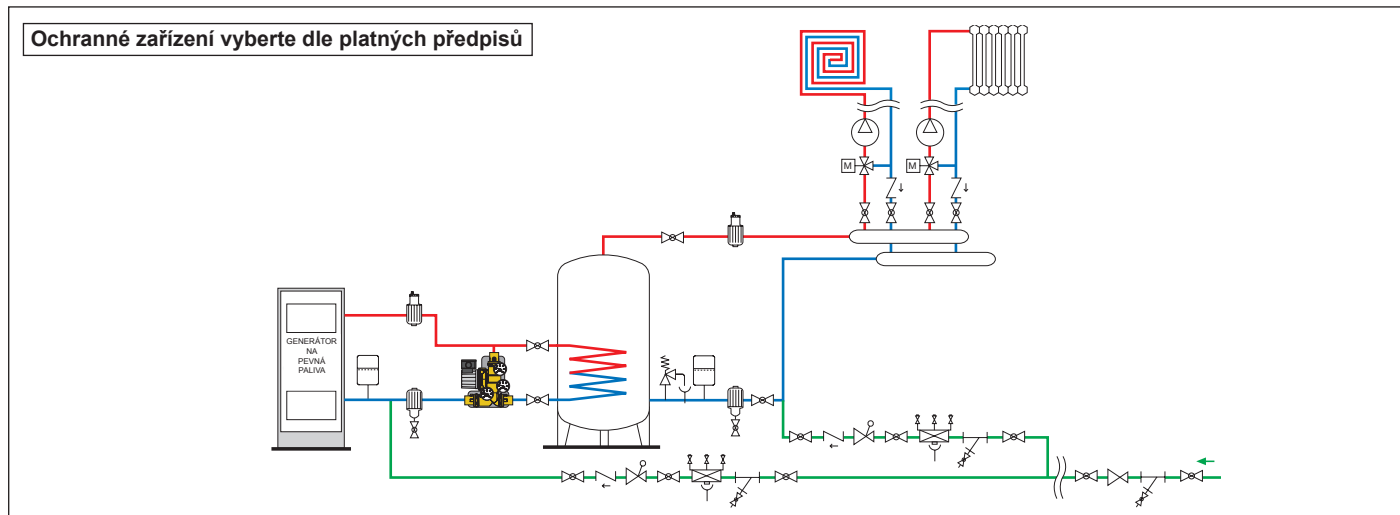 Ochranné zařízení vyberte dle platných předpisů
M
M
GENERÁTOR
NA
PEVNÁ
PALIVA